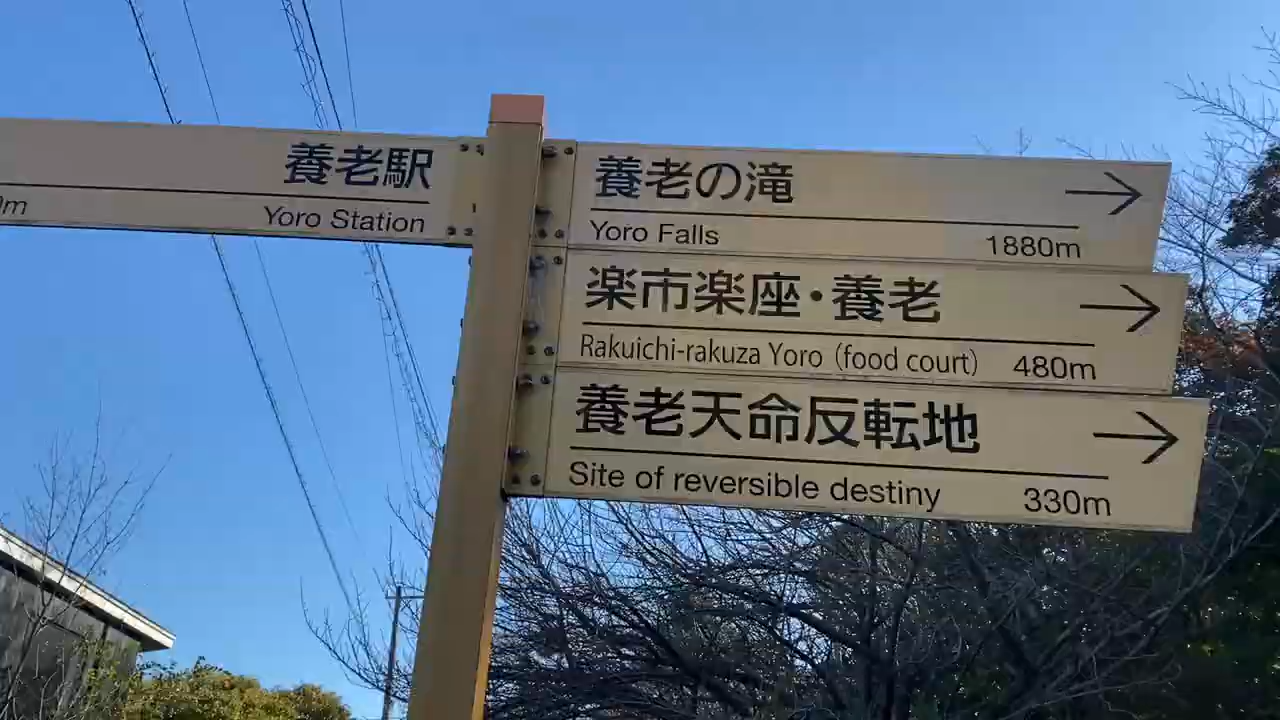 養老駅
Yoro Station
養老の滝
Yoro Falls 1880m
楽市楽座・養老
Rakuichi-rakuza Yoro (food court) 480m
養老天命反転地
Site of reversible destiny 330m